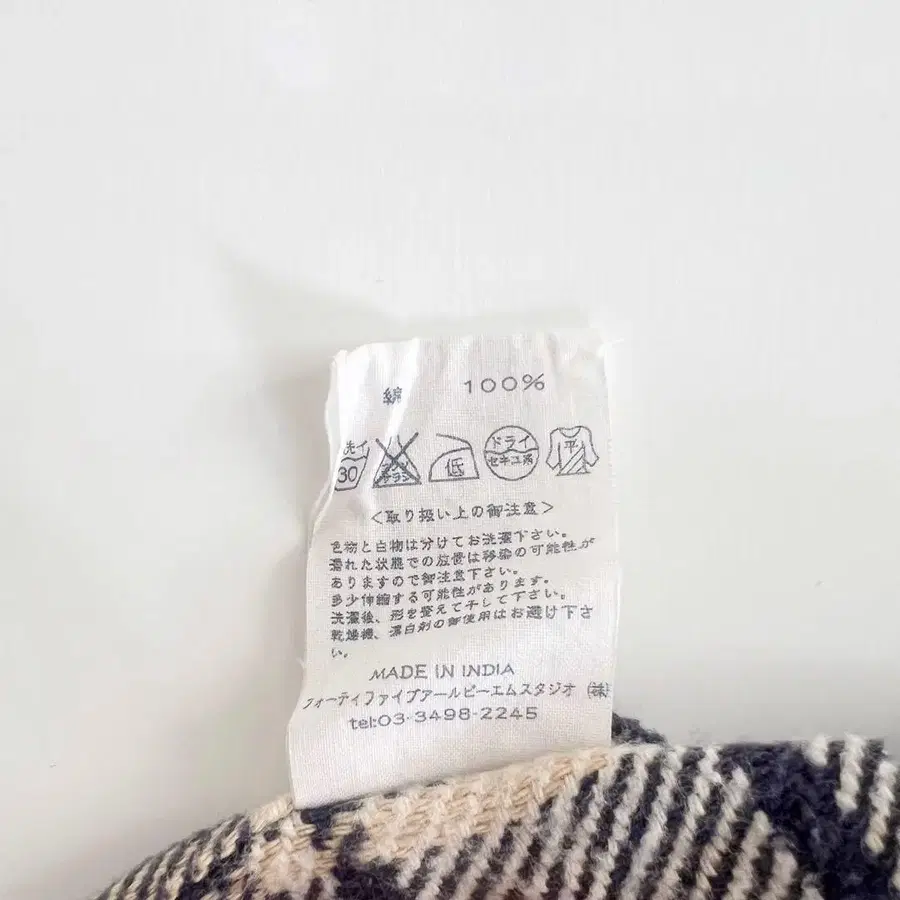 綿 100%
洗イ
30
低
ドライ
セキユ系
平
<取り扱い上の御注意>
色物と白物は分けてお洗濯下さい。
濡れた状態での放置は移染の可能性が
ありますので御注意下さい。
多少伸縮する可能性があります。
洗濯後、形を整えて干して下さい。
乾燥機、漂白剤の御使用はお避け下さ
い。
MADE IN INDIA
フォーティファイブアールピーエムスタジオ(株)
tel:03-3498-2245